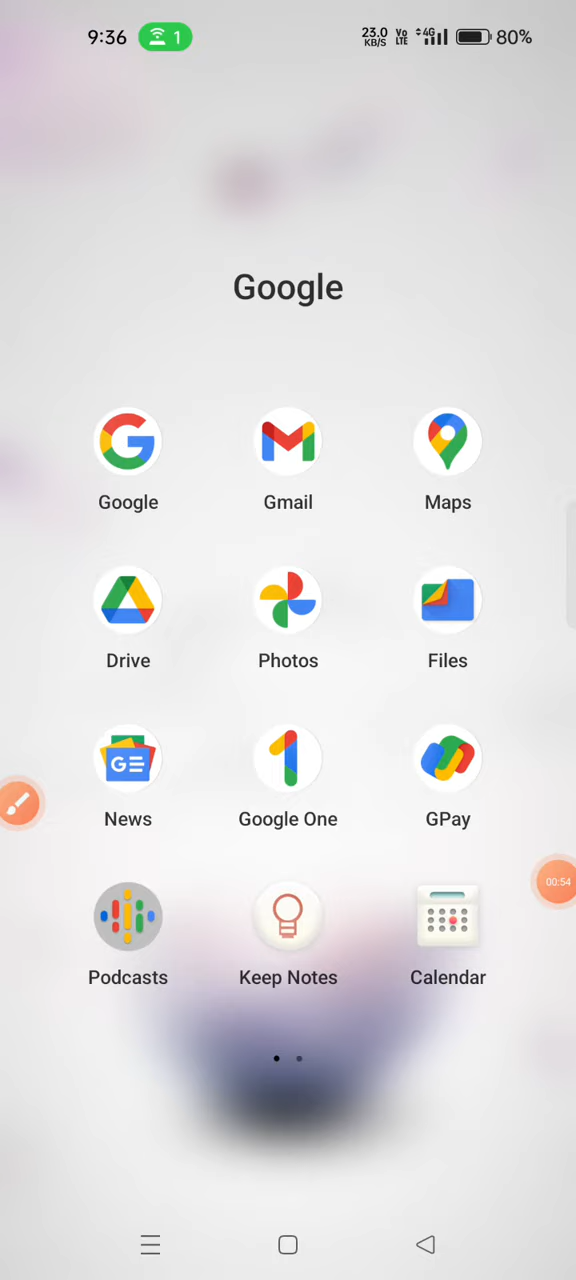 9:36 1 23.0 KB/S Vo LTE 4G 80%
Google
Google Gmail Maps
Drive Photos Files
GE
News Google One GPay
00:54
Podcasts Keep Notes Calendar